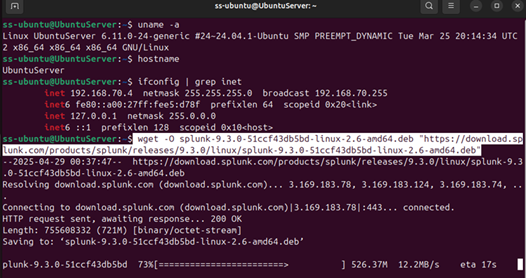 ss-ubuntu@UbuntuServer: ~
ss-ubuntu@UbuntuServer:~$ uname -a
Linux UbuntuServer 6.11.0-24-generic #24~24.04.1-Ubuntu SMP PREEMPT_DYNAMIC Tue Mar 25 20:14:34 UTC
2 x86_64 x86_64 x86_64 GNU/Linux
ss-ubuntu@UbuntuServer:~$ hostname
UbuntuServer
ss-ubuntu@UbuntuServer:~$ ifconfig | grep inet
inet 192.168.70.4 netmask 255.255.255.0 broadcast 192.168.70.255
inet6 fe80::a00:27ff:fee5:d78f prefixlen 64 scopeid 0x20<link>
inet 127.0.0.1 netmask 255.0.0.0
inet6 ::1 prefixlen 128 scopeid 0x10<host>
ss-ubuntu@UbuntuServer:~$ wget -O splunk-9.3.0-51ccf43db5bd-linux-2.6-amd64.deb "https://download.sp
lunk.com/products/splunk/releases/9.3.0/linux/splunk-9.3.0-51ccf43db5bd-linux-2.6-amd64.deb"
--2025-04-29 00:37:47-- https://download.splunk.com/products/splunk/releases/9.3.0/linux/splunk-9.3
.0-51ccf43db5bd-linux-2.6-amd64.deb
Resolving download.splunk.com (download.splunk.com)... 3.169.183.78, 3.169.183.124, 3.169.183.74, ..
.
Connecting to download.splunk.com (download.splunk.com)|3.169.183.78|:443... connected.
HTTP request sent, awaiting response... 200 OK
Length: 755608332 (721M) [binary/octet-stream]
Saving to: ‘splunk-9.3.0-51ccf43db5bd-linux-2.6-amd64.deb’
plunk-9.3.0-51ccf43db5bd 73%[========================> ] 526.37M 12.2MB/s eta 17s